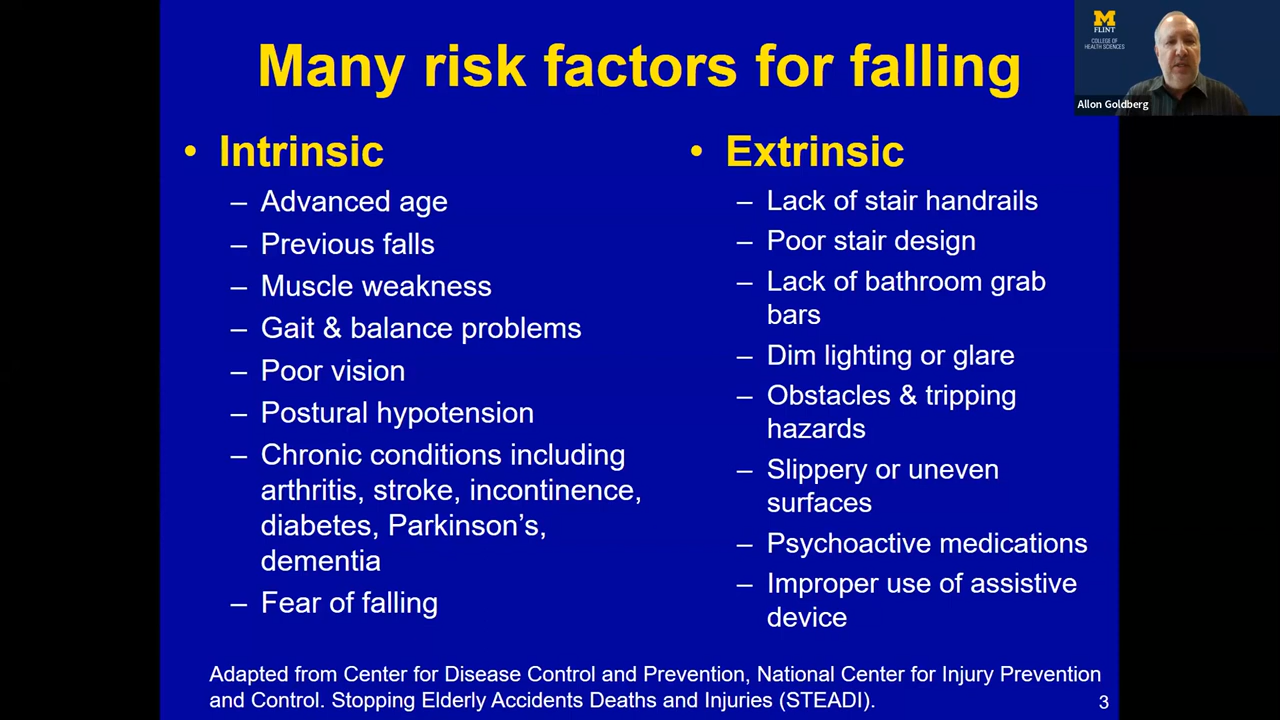 Many risk factors for falling
• Intrinsic
– Advanced age
– Previous falls
– Muscle weakness
– Gait & balance problems
– Poor vision
– Postural hypotension
– Chronic conditions including
arthritis, stroke, incontinence,
diabetes, Parkinson’s,
dementia
– Fear of falling
• Extrinsic
– Lack of stair handrails
– Poor stair design
– Lack of bathroom grab
bars
– Dim lighting or glare
– Obstacles & tripping
hazards
– Slippery or uneven
surfaces
– Psychoactive medications
– Improper use of assistive
device
Adapted from Center for Disease Control and Prevention, National Center for Injury Prevention
and Control. Stopping Elderly Accidents Deaths and Injuries (STEADI).
3
M
FLINT
COLLEGE OF
HEALTH SCIENCES
Allon Goldberg